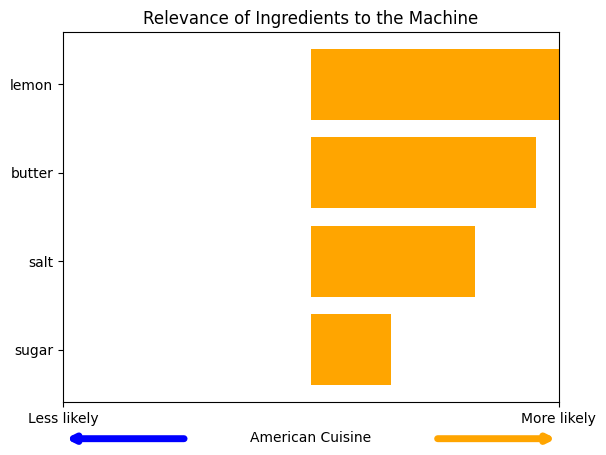 Relevance of Ingredients to the Machine
lemon
butter
salt
sugar
Less likely
More likely
American Cuisine